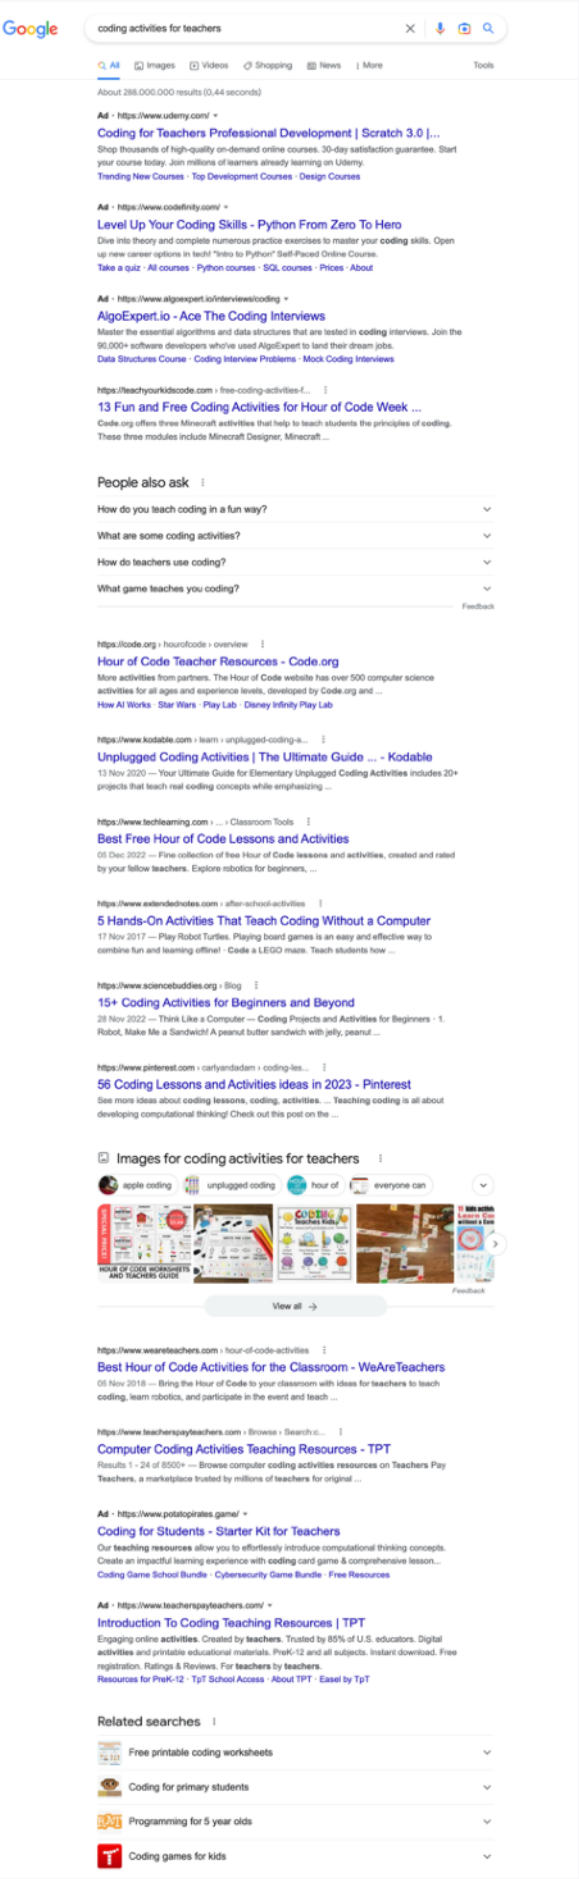 Google
coding activities for teachers
All Images Videos Shopping News More Tools
About 288.000.000 results (0,44 seconds)
Ad · https://www.udemy.com/
Coding for Teachers Professional Development | Scratch 3.0 |...
Shop thousands of high-quality on-demand online courses. 30-day satisfaction guarantee. Start
your course today. Join millions of learners already learning on Udemy.
Trending New Courses · Top Development Courses · Design Courses
Ad · https://www.codefinity.com/
Level Up Your Coding Skills - Python From Zero To Hero
Dive into theory and complete numerous practice exercises to master your coding skills. Open
up new career options in tech! "Intro to Python" Self-Paced Online Course.
Take a quiz · All courses · Python courses · SQL courses · Prices · About
Ad · https://www.algoexpert.io/interviews/coding
AlgoExpert.io - Ace The Coding Interviews
Master the essential algorithms and data structures that are tested in coding interviews. Join the
90,000+ software developers who've used AlgoExpert to land their dream jobs.
Data Structures Course · Coding Interview Problems · Mock Coding Interviews
https://teachyourkidscode.com › free-coding-activities-f...
13 Fun and Free Coding Activities for Hour of Code Week ...
Code.org offers three Minecraft activities that help to teach students the principles of coding.
These three modules include Minecraft Designer, Minecraft ...
People also ask
How do you teach coding in a fun way?
What are some coding activities?
How do teachers use coding?
What game teaches you coding?
Feedback
https://code.org › hourofcode › overview
Hour of Code Teacher Resources - Code.org
More activities from partners. The Hour of Code website has over 500 computer science
activities for all ages and experience levels, developed by Code.org and ...
How AI Works · Star Wars · Play Lab · Disney Infinity Play Lab
https://www.kodable.com › learn › unplugged-coding-a...
Unplugged Coding Activities | The Ultimate Guide ... - Kodable
13 Nov 2020 — Your Ultimate Guide for Elementary Unplugged Coding Activities includes 20+
projects that teach real coding concepts while emphasizing ...
https://www.techlearning.com › ... › Classroom Tools
Best Free Hour of Code Lessons and Activities
05 Dec 2022 — Fine collection of free Hour of Code lessons and activities, created and rated
by your fellow teachers. Explore robotics for beginners, ...
https://www.extendednotes.com › after-school-activities
5 Hands-On Activities That Teach Coding Without a Computer
17 Nov 2017 — Play Robot Turtles. Playing board games is an easy and effective way to
combine fun and learning offline! · Code a LEGO maze. Teach students how ...
https://www.sciencebuddies.org › Blog
15+ Coding Activities for Beginners and Beyond
28 Nov 2022 — Think Like a Computer — Coding Projects and Activities for Beginners · 1.
Robot, Make Me a Sandwich! A peanut butter sandwich with jelly, peanut ...
https://www.pinterest.com › carlyandadam › coding-les...
56 Coding Lessons and Activities ideas in 2023 - Pinterest
See more ideas about coding lessons, coding, activities. ... Teaching coding is all about
developing computational thinking! Check out this post on the ...
Images for coding activities for teachers
apple coding unplugged coding hour of everyone can
SPECIAL PRICE!
HOUR OF CODE WORKSHEETS
AND TEACHERS GUIDE
CODING
Teaches Kids
Feedback
View all
https://www.weareteachers.com › hour-of-code-activities
Best Hour of Code Activities for the Classroom - WeAreTeachers
05 Nov 2018 — Bring the Hour of Code to your classroom with ideas for teachers to teach
coding, learn robotics, and participate in the event and teach ...
https://www.teacherspayteachers.com › Browse › Search:c...
Computer Coding Activities Teaching Resources - TPT
Results 1 - 24 of 8500+ — Browse computer coding activities resources on Teachers Pay
Teachers, a marketplace trusted by millions of teachers for original ...
Ad · https://www.potatopirates.game/
Coding for Students - Starter Kit for Teachers
Our teaching resources allow you to effortlessly introduce computational thinking concepts.
Create an impactful learning experience with coding card game & comprehensive lesson...
Coding Game School Bundle · Cybersecurity Game Bundle · Free Resources
Ad · https://www.teacherspayteachers.com/
Introduction To Coding Teaching Resources | TPT
Engaging online activities. Created by teachers. Trusted by 85% of U.S. educators. Digital
activities and printable educational materials. PreK-12 and all subjects. Instant download. Free
registration. Ratings & Reviews. For teachers by teachers.
Resources for PreK-12 · TpT School Access · About TPT · Easel by TpT
Related searches
Free printable coding worksheets
Coding for primary students
Programming for 5 year olds
Coding games for kids